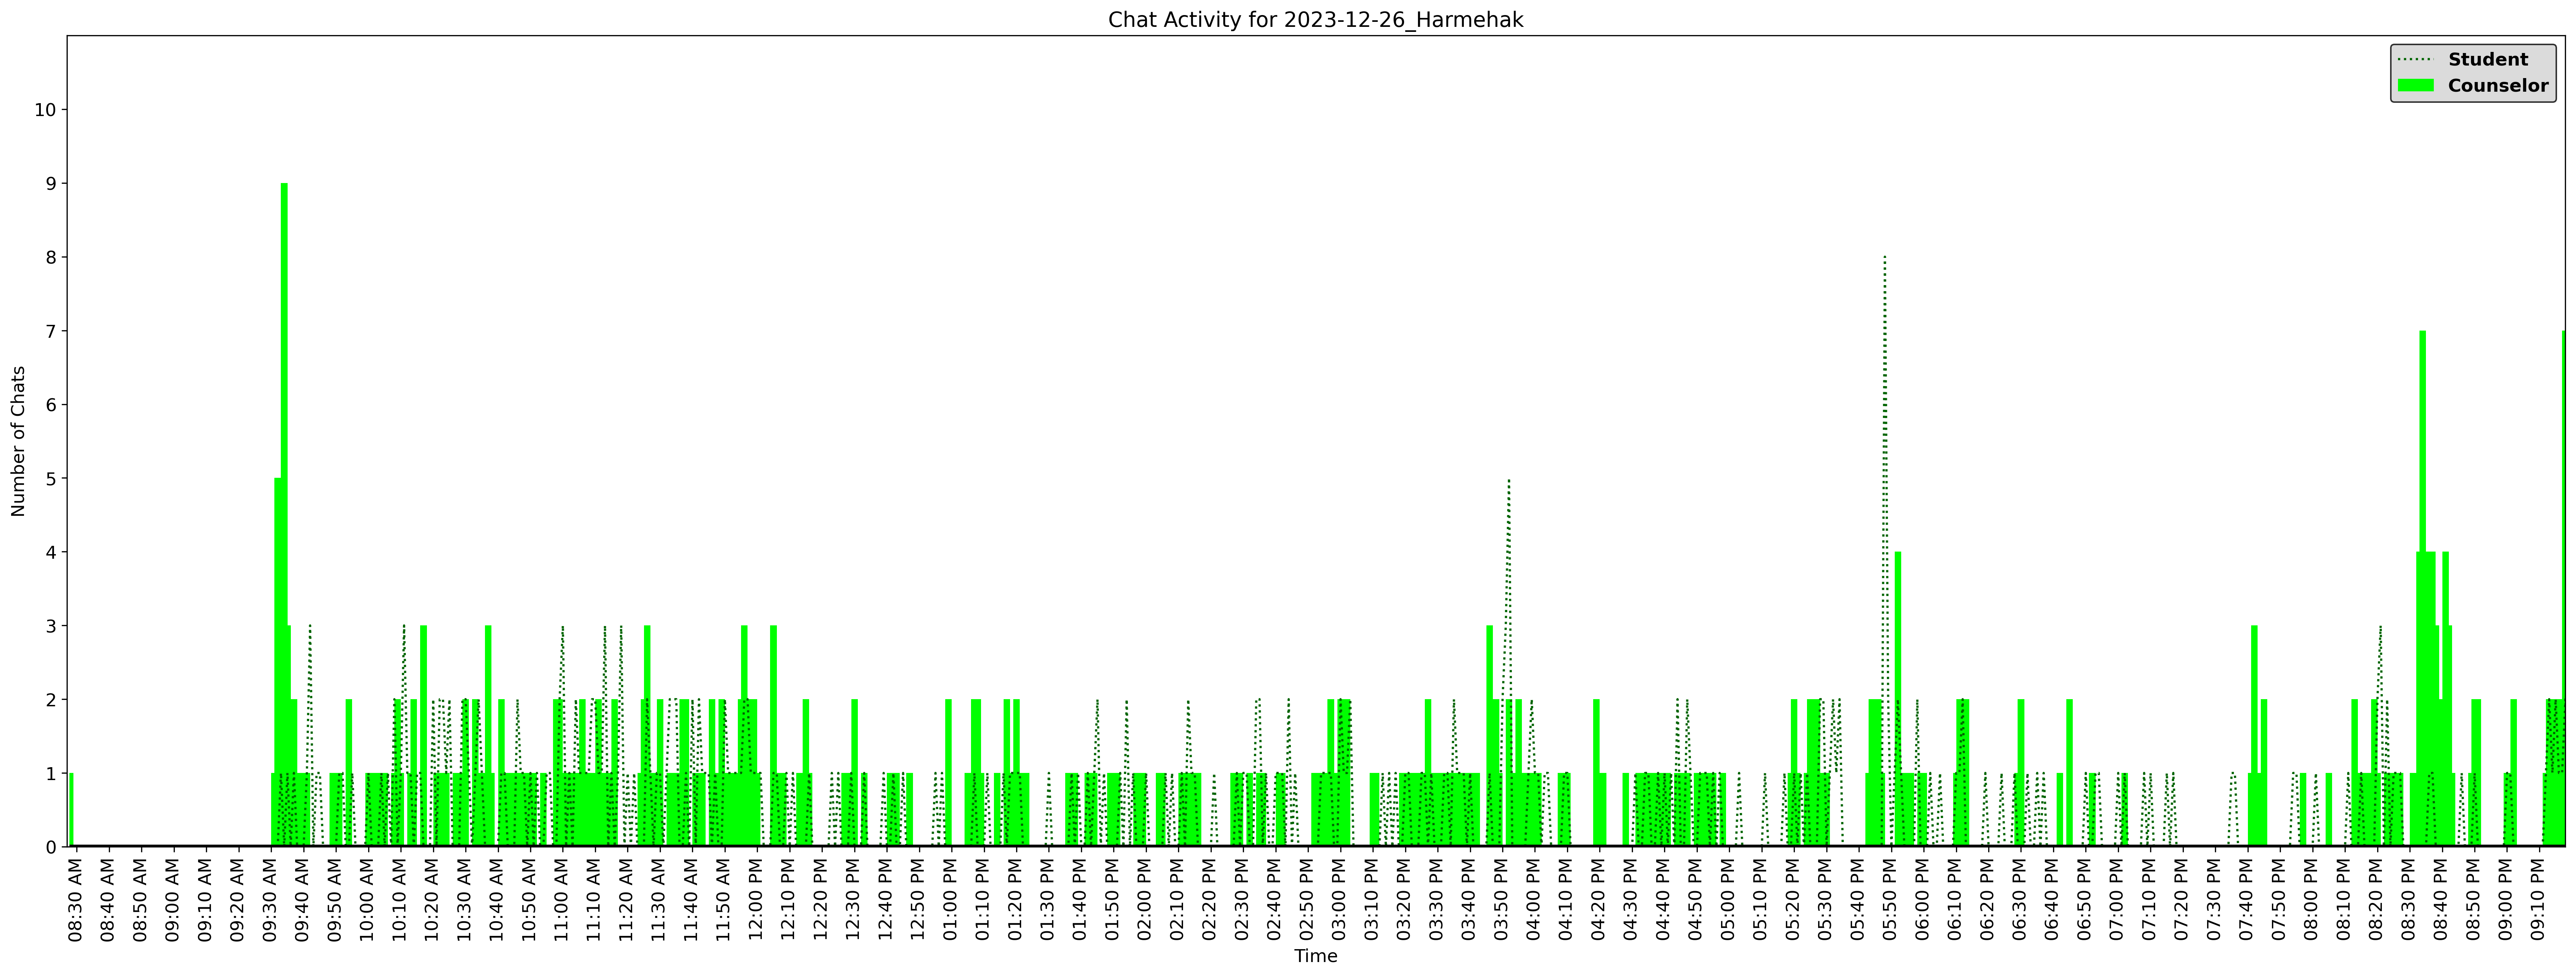 Chat Activity for 2023-12-26_Harmehak
Student
Counselor
Number of Chats
10
9
8
7
6
5
4
3
2
1
0
08:30 AM
08:40 AM
08:50 AM
09:00 AM
09:10 AM
09:20 AM
09:30 AM
09:40 AM
09:50 AM
10:00 AM
10:10 AM
10:20 AM
10:30 AM
10:40 AM
10:50 AM
11:00 AM
11:10 AM
11:20 AM
11:30 AM
11:40 AM
11:50 AM
12:00 PM
12:10 PM
12:20 PM
12:30 PM
12:40 PM
12:50 PM
01:00 PM
01:10 PM
01:20 PM
01:30 PM
01:40 PM
01:50 PM
02:00 PM
02:10 PM
02:20 PM
02:30 PM
02:40 PM
02:50 PM
03:00 PM
03:10 PM
03:20 PM
03:30 PM
03:40 PM
03:50 PM
04:00 PM
04:10 PM
04:20 PM
04:30 PM
04:40 PM
04:50 PM
05:00 PM
05:10 PM
05:20 PM
05:30 PM
05:40 PM
05:50 PM
06:00 PM
06:10 PM
06:20 PM
06:30 PM
06:40 PM
06:50 PM
07:00 PM
07:10 PM
07:20 PM
07:30 PM
07:40 PM
07:50 PM
08:00 PM
08:10 PM
08:20 PM
08:30 PM
08:40 PM
08:50 PM
09:00 PM
09:10 PM
Time